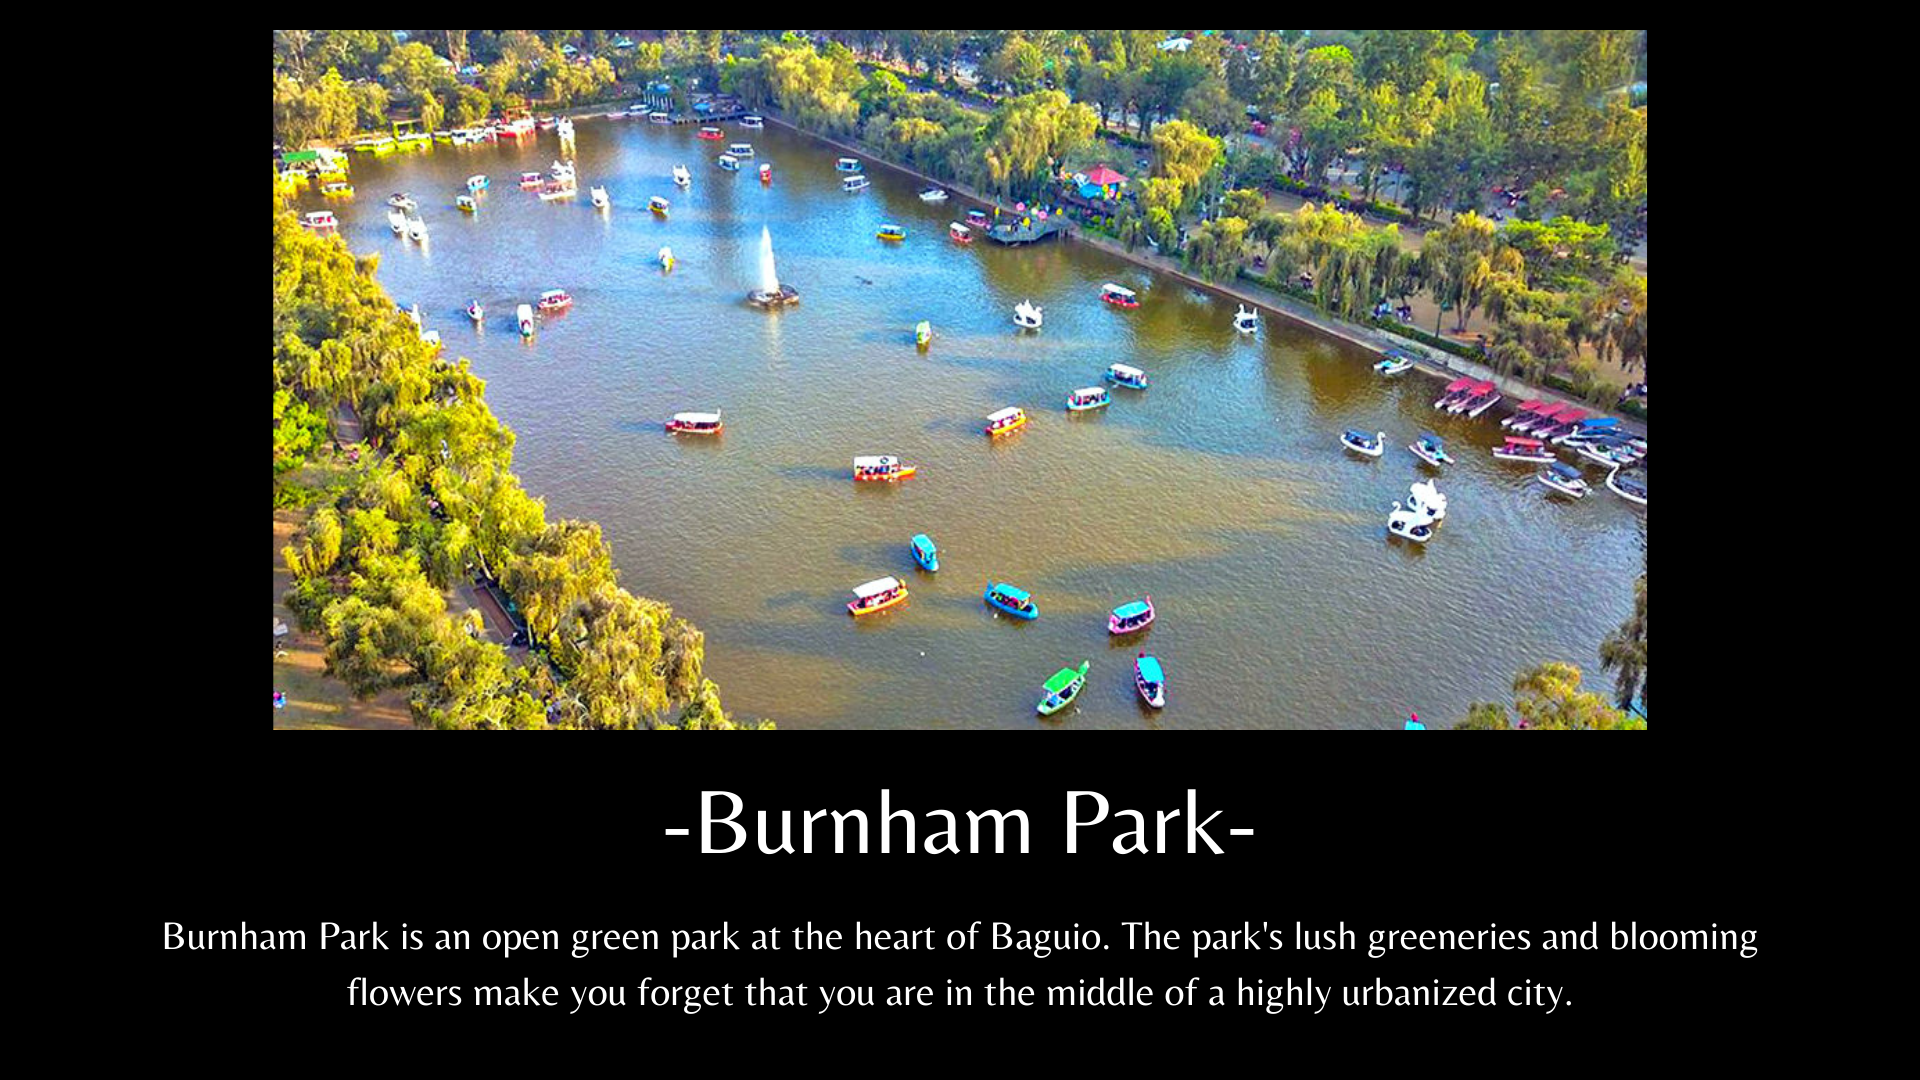 -Burnham Park-
Burnham Park is an open green park at the heart of Baguio. The park's lush greeneries and blooming
flowers make you forget that you are in the middle of a highly urbanized city.